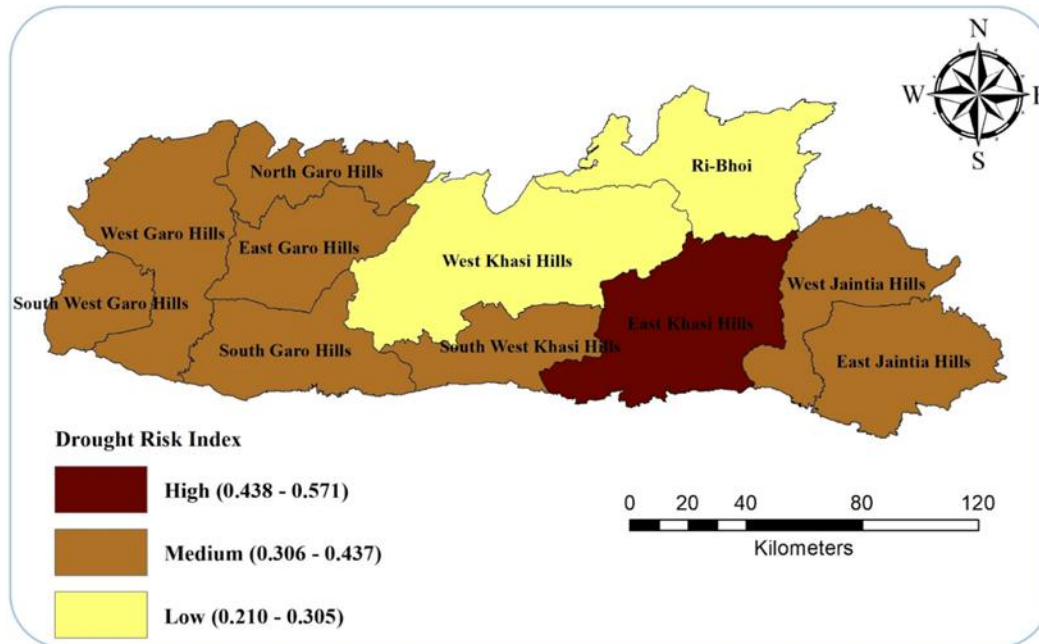 N
W
E
S
North Garo Hills
Ri-Bhoi
West Garo Hills
East Garo Hills
West Khasi Hills
South West Garo Hills
West Jaintia Hills
East Khasi Hills
South Garo Hills
South West Khasi Hills
East Jaintia Hills
Drought Risk Index
High (0.438 - 0.571)
Medium (0.306 - 0.437)
Low (0.210 - 0.305)
0 20 40 80 120
Kilometers